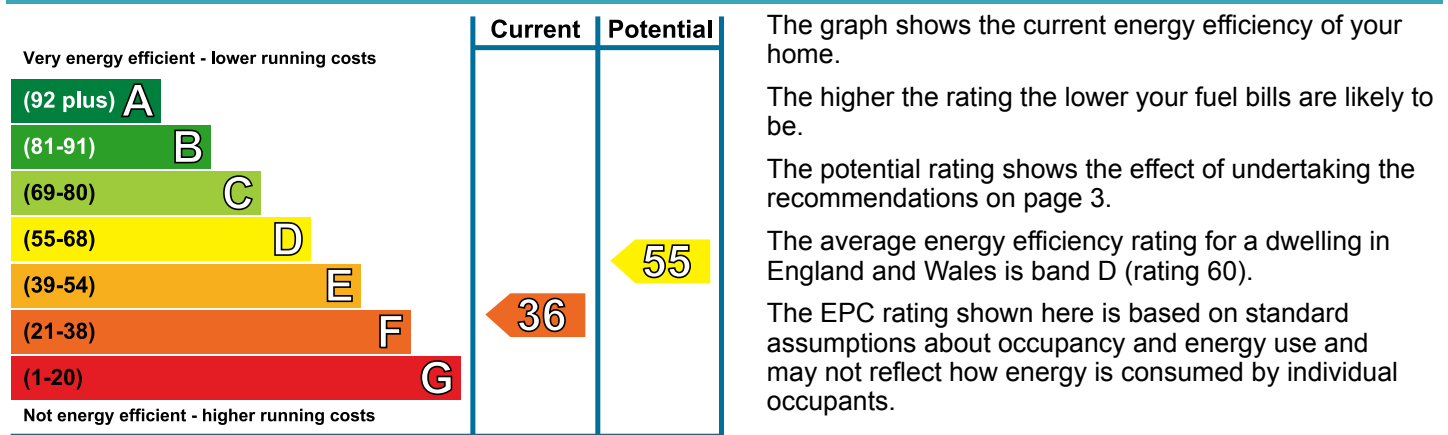 Current Potential
Very energy efficient - lower running costs
(92 plus) A
(81-91) B
(69-80) C
(55-68) D
(39-54) E
(21-38) F
(1-20) G
Not energy efficient - higher running costs
55
36
The graph shows the current energy efficiency of your
home.
The higher the rating the lower your fuel bills are likely to
be.
The potential rating shows the effect of undertaking the
recommendations on page 3.
The average energy efficiency rating for a dwelling in
England and Wales is band D (rating 60).
The EPC rating shown here is based on standard
assumptions about occupancy and energy use and
may not reflect how energy is consumed by individual
occupants.